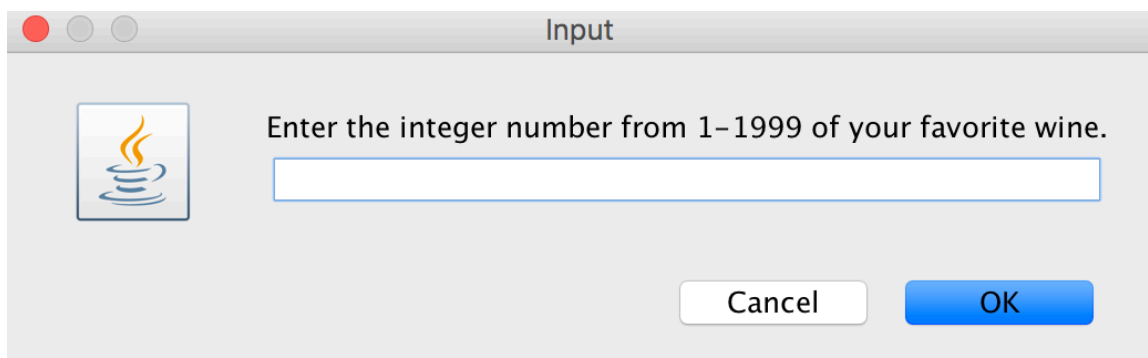 Input
Enter the integer number from 1-1999 of your favorite wine.
Cancel
OK